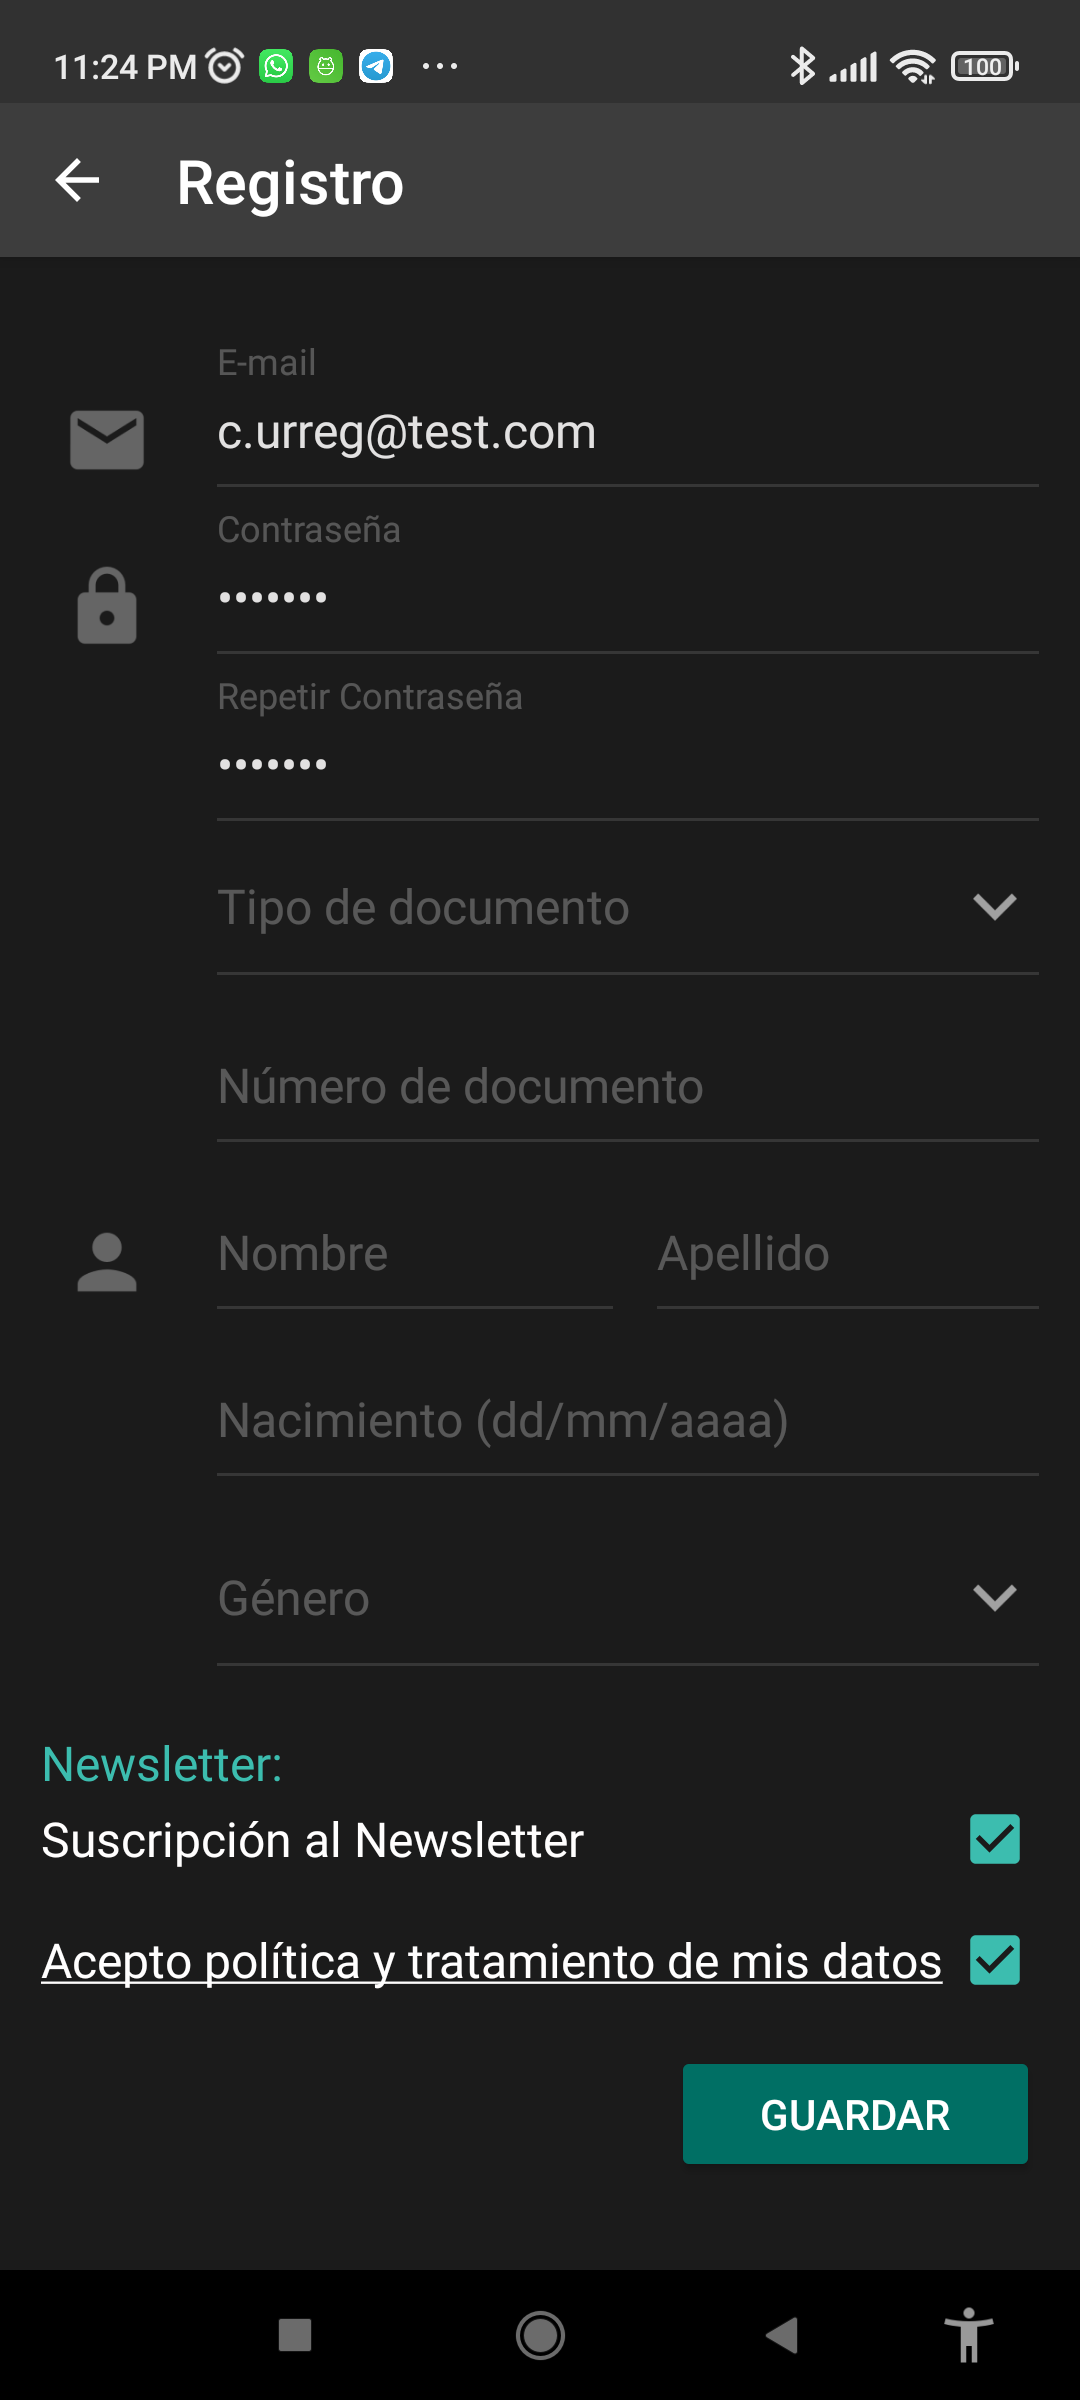 11:24 PM
100
Registro
E-mail
c.urreg@test.com
Contraseña
•••••••
Repetir Contraseña
•••••••
Tipo de documento
Número de documento
Nombre Apellido
Nacimiento (dd/mm/aaaa)
Género
Newsletter:
Suscripción al Newsletter
Acepto política y tratamiento de mis datos
GUARDAR